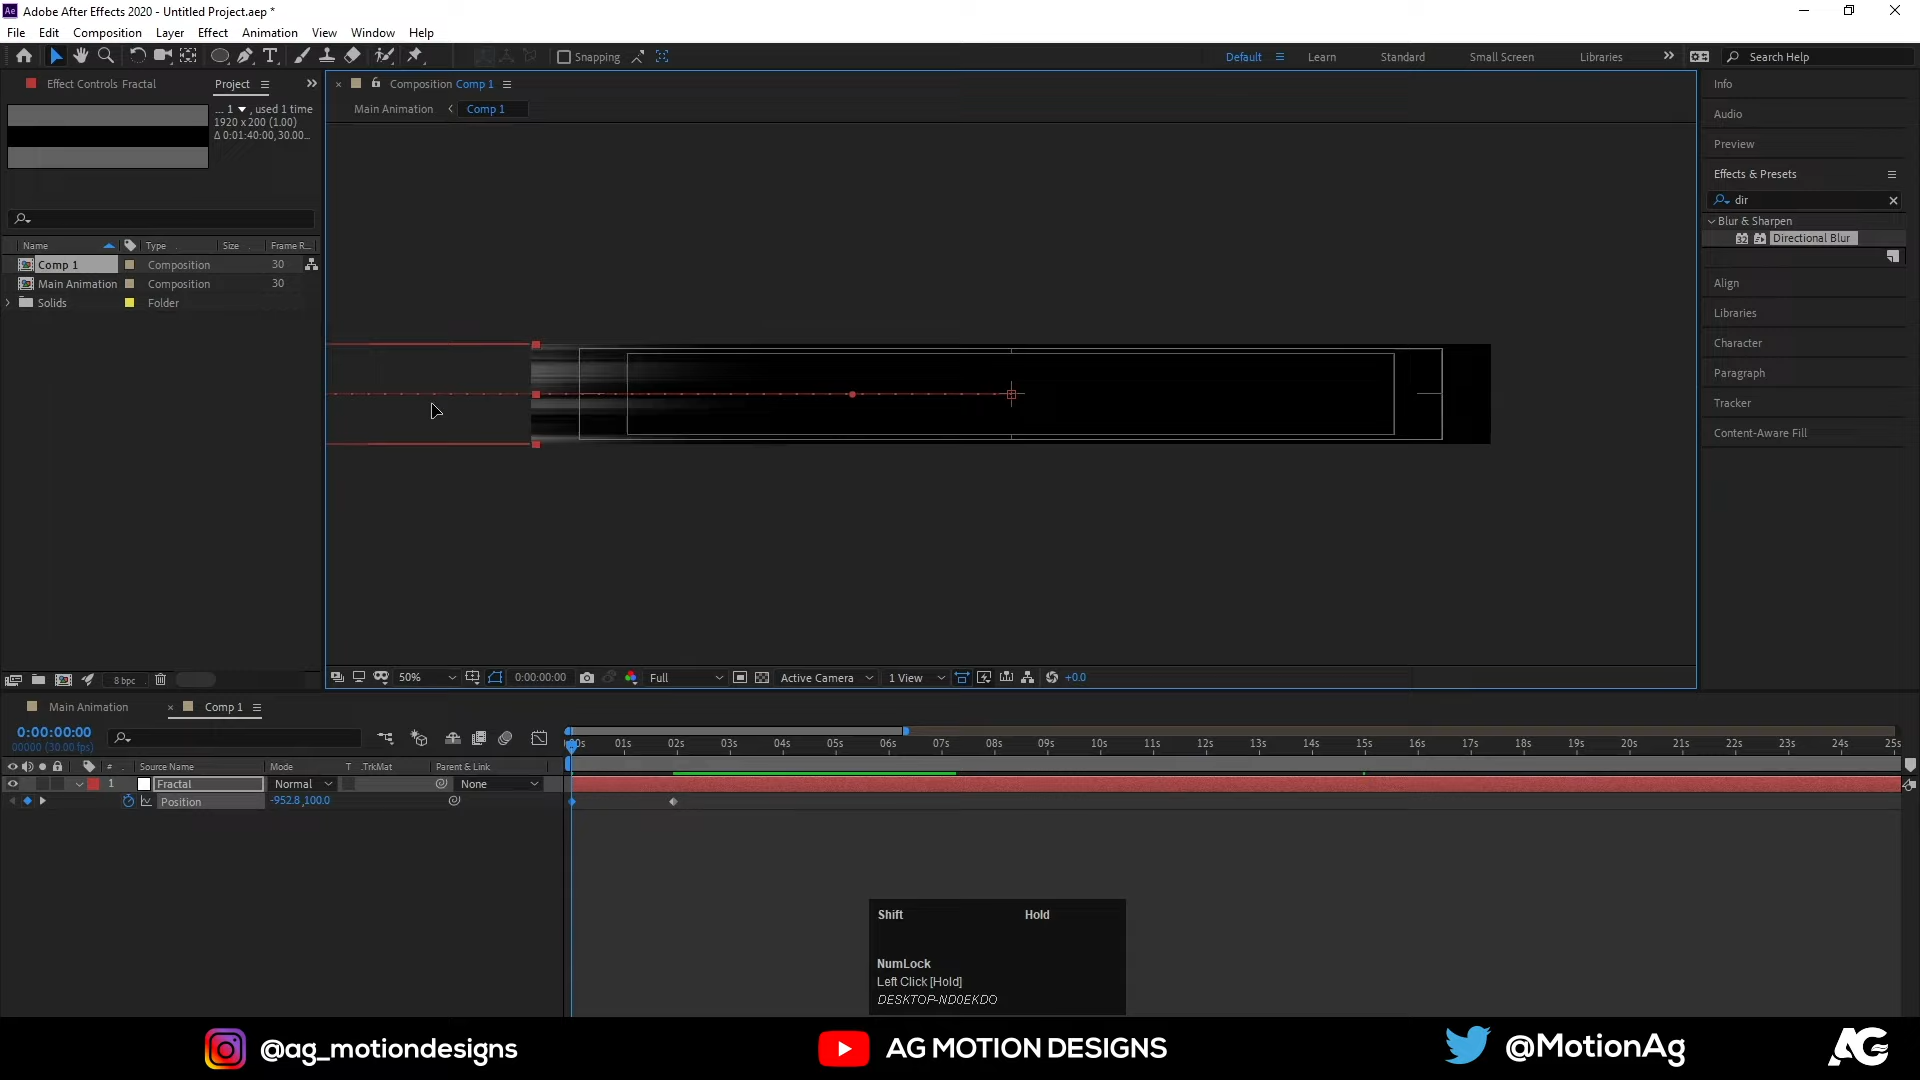 Adobe After Effects 2020 - Untitled Project.aep *
File Edit Composition Layer Effect Animation View Window Help
Snapping Default Learn Standard Small Screen Libraries Search Help
Effect Controls Fractal Project
... 1 , used 1 time
1920 x 200 (1.00)
Δ 0:01:40:00, 30.00...
Name Type Size Frame R...
Comp 1 Composition 30
Main Animation Composition 30
Solids Folder
8 bpc
Composition Comp 1
Main Animation Comp 1
50% 0:00:00:00 Full Active Camera 1 View +0.0
Info
Audio
Preview
Effects & Presets
dir
Blur & Sharpen
32 Directional Blur
Align
Libraries
Character
Paragraph
Tracker
Content-Aware Fill
Main Animation Comp 1
0:00:00:00
00000 (30.00 fps)
# Source Name Mode T .TrkMat Parent & Link
1 Fractal Normal None
Position -952.8,100.0
:00s 01s 02s 03s 04s 05s 06s 07s 08s 09s 10s 11s 12s 13s 14s 15s 16s 17s 18s 19s 20s 21s 22s 23s 24s 25s
Shift Hold
NumLock
Left Click [Hold]
DESKTOP-ND0EKDO
@ag_motiondesigns AG MOTION DESIGNS @MotionAg AG